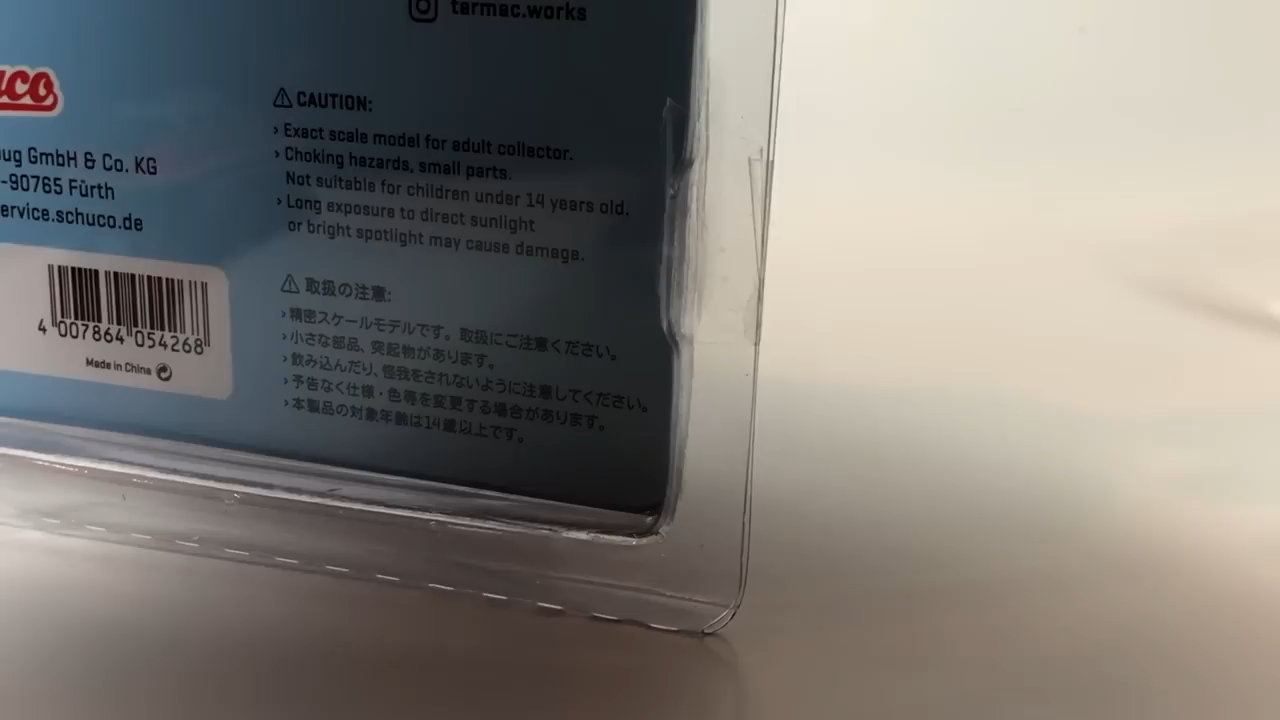 tarmac.works
uco
ug GmbH & Co. KG
-90765 Fürth
ervice.schuco.de
4 007864 054268
Made in China
CAUTION:
› Exact scale model for adult collector.
› Choking hazards, small parts.
Not suitable for children under 14 years old.
› Long exposure to direct sunlight
or bright spotlight may cause damage.
取扱の注意:
›精密スケールモデルです。取扱にご注意ください。
›小さな部品、突起物があります。
›飲み込んだり、怪我をされないように注意してください。
›予告なく仕様・色等を変更する場合があります。
›本製品の対象年齢は14歳以上です。